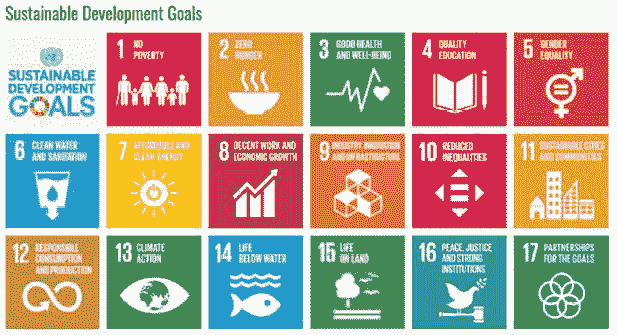 Sustainable Development Goals
SUSTAINABLE
DEVELOPMENT
GOALS
1 NO
POVERTY
2 ZERO
HUNGER
3 GOOD HEALTH
AND WELL-BEING
4 QUALITY
EDUCATION
5 GENDER
EQUALITY
6 CLEAN WATER
AND SANITATION
7 AFFORDABLE AND
CLEAN ENERGY
8 DECENT WORK AND
ECONOMIC GROWTH
9 INDUSTRY, INNOVATION
AND INFRASTRUCTURE
10 REDUCED
INEQUALITIES
11 SUSTAINABLE CITIES
AND COMMUNITIES
12 RESPONSIBLE
CONSUMPTION
AND PRODUCTION
13 CLIMATE
ACTION
14 LIFE
BELOW WATER
15 LIFE
ON LAND
16 PEACE, JUSTICE
AND STRONG
INSTITUTIONS
17 PARTNERSHIPS
FOR THE GOALS